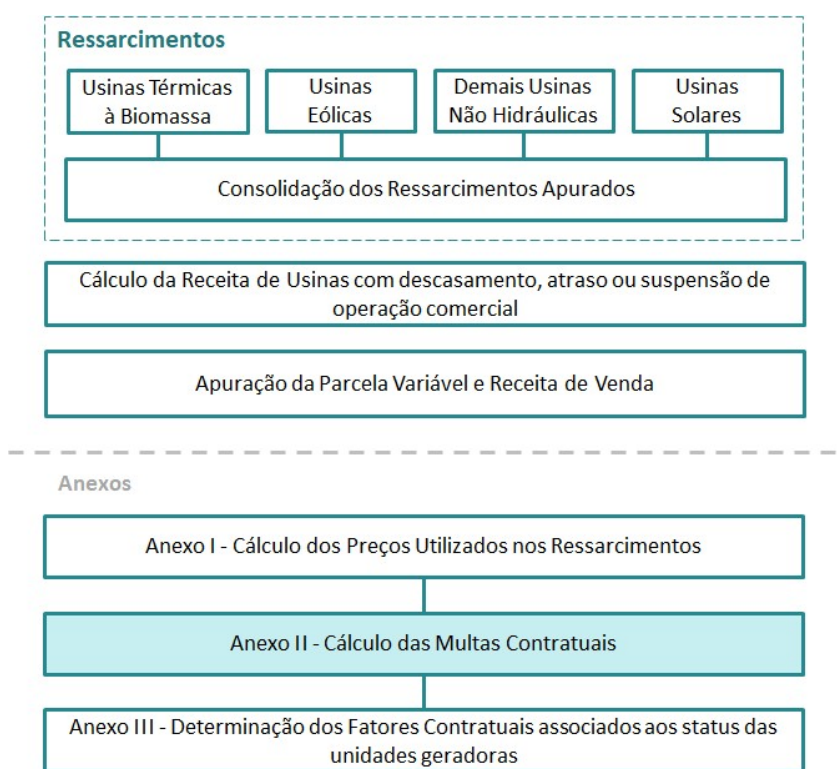 Ressarcimentos
Usinas Térmicas
à Biomassa
Usinas
Eólicas
Demais Usinas
Não Hidráulicas
Usinas
Solares
Consolidação dos Ressarcimentos Apurados
Cálculo da Receita de Usinas com descasamento, atraso ou suspensão de
operação comercial
Apuração da Parcela Variável e Receita de Venda
Anexos
Anexo I - Cálculo dos Preços Utilizados nos Ressarcimentos
Anexo II - Cálculo das Multas Contratuais
Anexo III - Determinação dos Fatores Contratuais associados aos status das
unidades geradoras